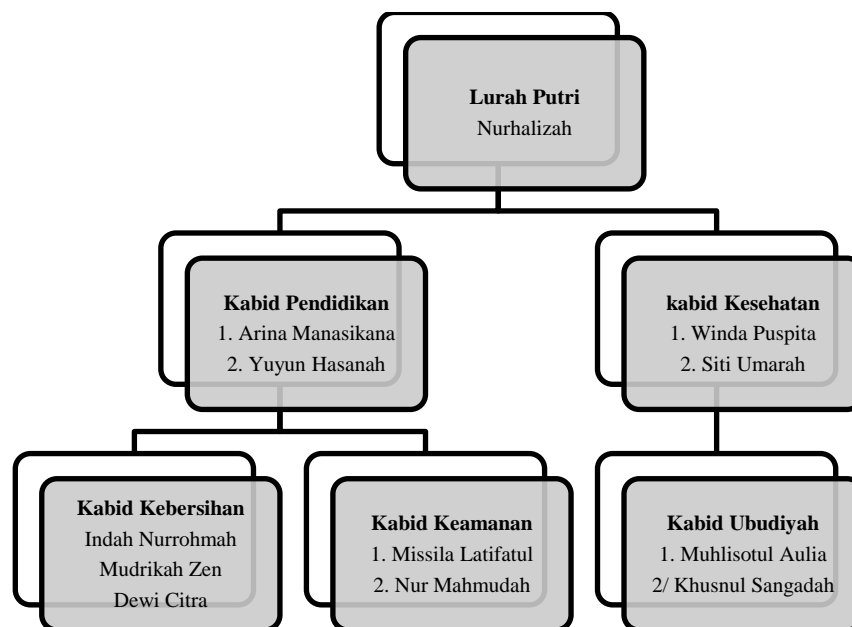 Lurah Putri
Nurhalizah
Kabid Pendidikan
1. Arina Manasikana
2. Yuyun Hasanah
kabid Kesehatan
1. Winda Puspita
2. Siti Umarah
Kabid Kebersihan
Indah Nurrohmah
Mudrikah Zen
Dewi Citra
Kabid Keamanan
1. Missila Latifatul
2. Nur Mahmudah
Kabid Ubudiyah
1. Muhlisotul Aulia
2/ Khusnul Sangadah